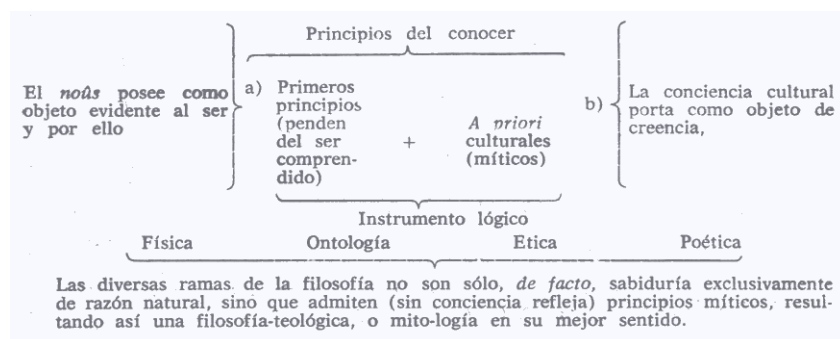 Principios del conocer
El noûs posee como
objeto evidente al ser
y por ello
a) Primeros
principios
(penden
del ser
compren-
dido)
+
A priori
culturales
(míticos)
b)
La conciencia cultural
porta como objeto de
creencia,
Instrumento lógico
Física Ontología Etica Poética
Las diversas ramas de la filosofía no son sólo, de facto, sabiduría exclusivamente
de razón natural, sino que admiten (sin conciencia refleja) principios míticos, resul-
tando así una filosofía-teológica, o mito-logía en su mejor sentido.